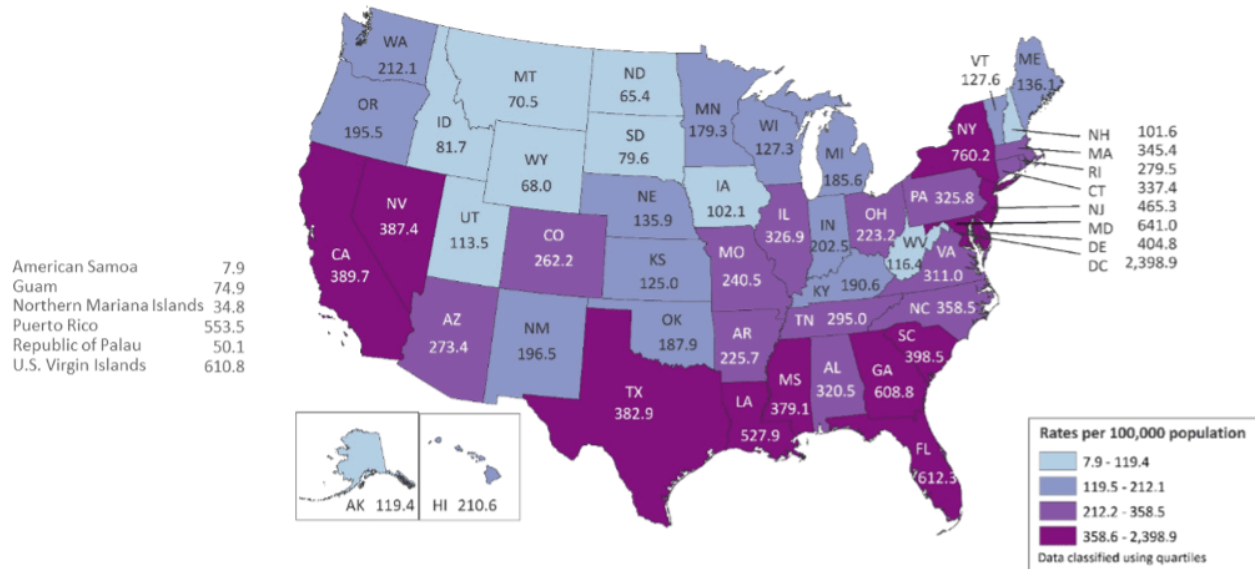 WA
212.1
OR
195.5
CA
389.7
NV
387.4
ID
81.7
MT
70.5
WY
68.0
UT
113.5
AZ
273.4
CO
262.2
NM
196.5
ND
65.4
SD
79.6
NE
135.9
KS
125.0
OK
187.9
TX
382.9
MN
179.3
IA
102.1
MO
240.5
AR
225.7
LA
527.9
WI
127.3
IL
326.9
MI
185.6
IN
202.5
OH
223.2
KY 190.6
TN 295.0
MS
379.1
AL
320.5
GA
608.8
FL
612.3
SC
398.5
NC 358.5
VA
311.0
WV
116.4
PA 325.8
NY
760.2
VT
127.6
ME
136.1
NH 101.6
MA 345.4
RI 279.5
CT 337.4
NJ 465.3
MD 641.0
DE 404.8
DC 2,398.9
American Samoa 7.9
Guam 74.9
Northern Mariana Islands 34.8
Puerto Rico 553.5
Republic of Palau 50.1
U.S. Virgin Islands 610.8
AK 119.4
HI 210.6
Rates per 100,000 population
7.9 - 119.4
119.5 - 212.1
212.2 - 358.5
358.6 - 2,398.9
Data classified using quartiles